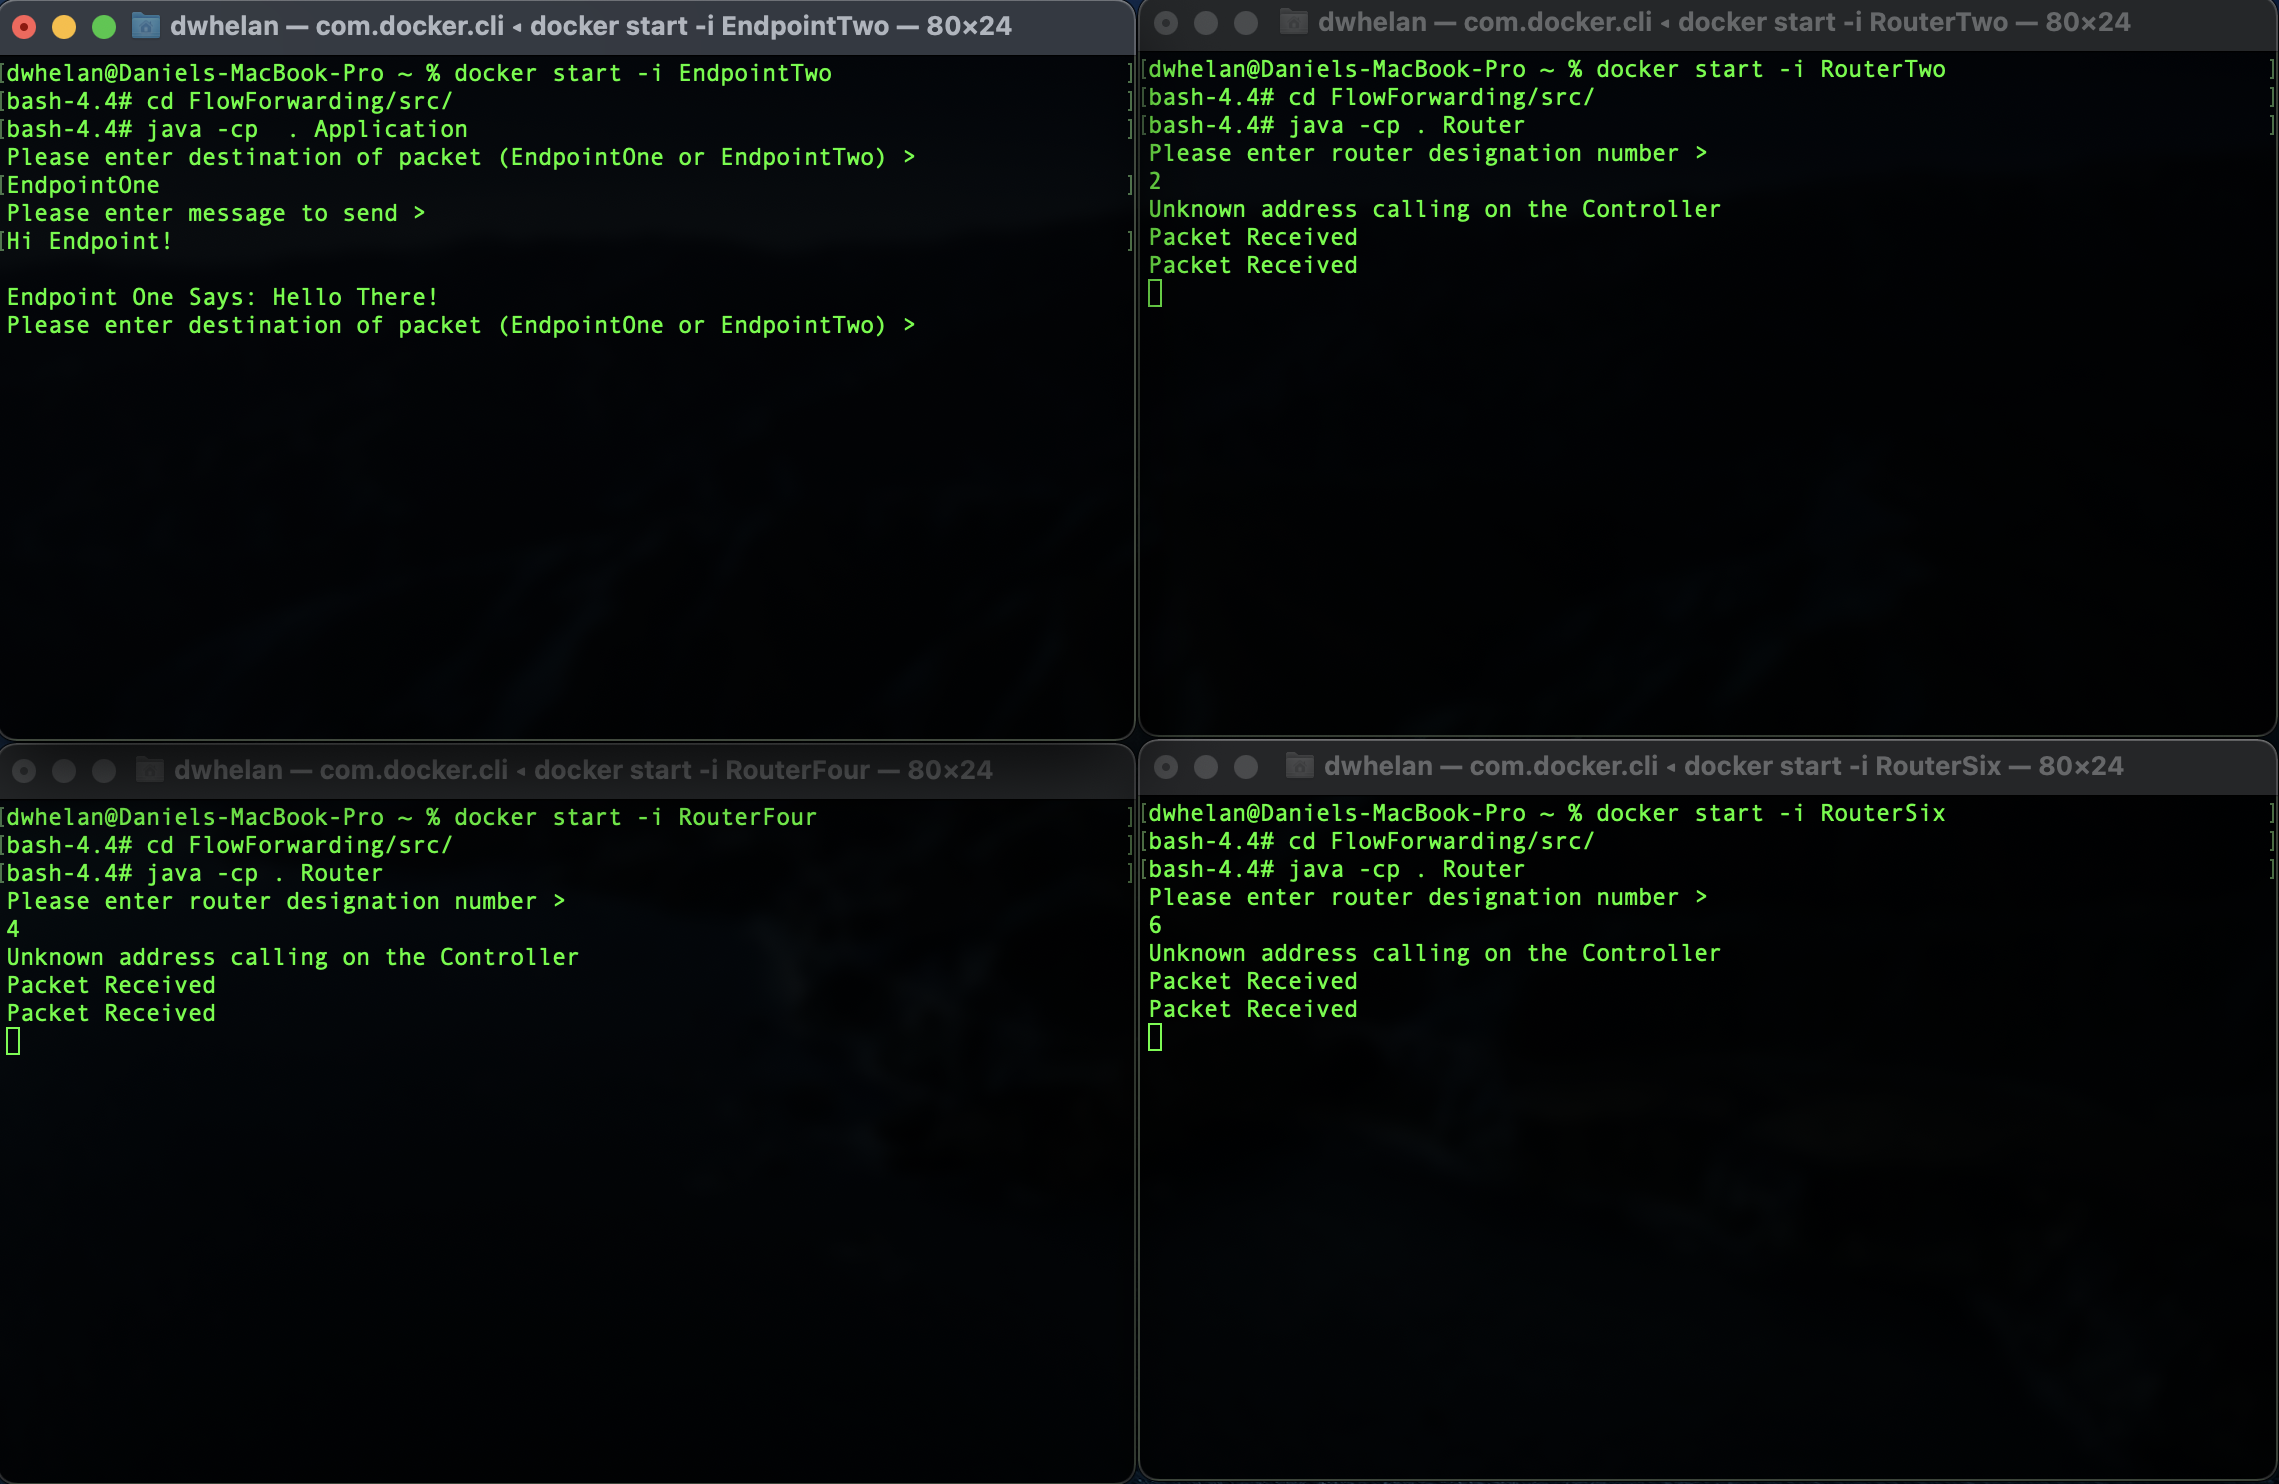 dwhelan — com.docker.cli ◂ docker start -i EndpointTwo — 80×24
[dwhelan@Daniels-MacBook-Pro ~ % docker start -i EndpointTwo ]
[bash-4.4# cd FlowForwarding/src/ ]
[bash-4.4# java -cp  . Application ]
Please enter destination of packet (EndpointOne or EndpointTwo) >
[EndpointOne ]
Please enter message to send >
[Hi Endpoint! ]
Endpoint One Says: Hello There!
Please enter destination of packet (EndpointOne or EndpointTwo) >
dwhelan — com.docker.cli ◂ docker start -i RouterTwo — 80×24
[dwhelan@Daniels-MacBook-Pro ~ % docker start -i RouterTwo ]
[bash-4.4# cd FlowForwarding/src/ ]
[bash-4.4# java -cp . Router ]
Please enter router designation number >
2
Unknown address calling on the Controller
Packet Received
Packet Received
dwhelan — com.docker.cli ◂ docker start -i RouterFour — 80×24
[dwhelan@Daniels-MacBook-Pro ~ % docker start -i RouterFour ]
[bash-4.4# cd FlowForwarding/src/ ]
[bash-4.4# java -cp . Router ]
Please enter router designation number >
4
Unknown address calling on the Controller
Packet Received
Packet Received
dwhelan — com.docker.cli ◂ docker start -i RouterSix — 80×24
[dwhelan@Daniels-MacBook-Pro ~ % docker start -i RouterSix ]
[bash-4.4# cd FlowForwarding/src/ ]
[bash-4.4# java -cp . Router ]
Please enter router designation number >
6
Unknown address calling on the Controller
Packet Received
Packet Received